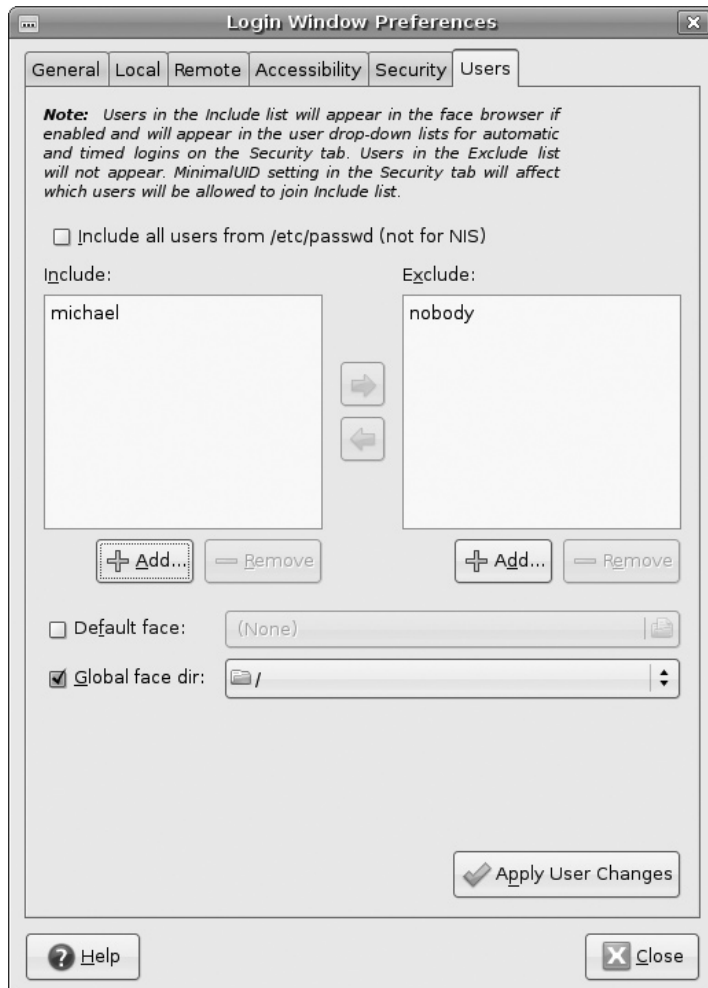 Login Window Preferences
General Local Remote Accessibility Security Users
Note: Users in the Include list will appear in the face browser if
enabled and will appear in the user drop-down lists for automatic
and timed logins on the Security tab. Users in the Exclude list
will not appear. MinimalUID setting in the Security tab will affect
which users will be allowed to join Include list.
Include all users from /etc/passwd (not for NIS)
Include: Exclude:
michael nobody
Add... Remove Add... Remove
Default face: (None)
Global face dir: /
Apply User Changes
Help Close